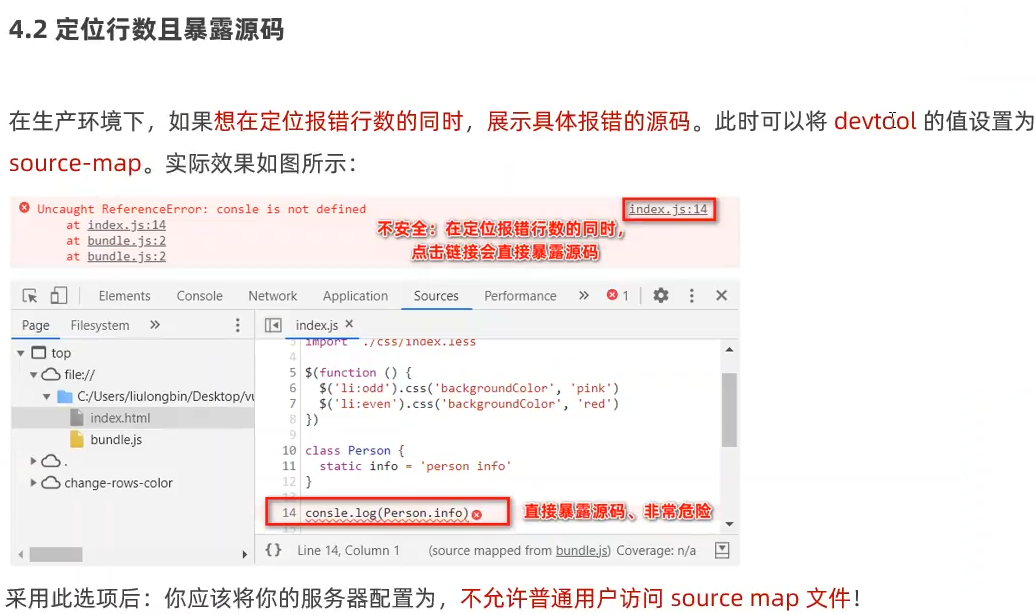 4.2 定位行数且暴露源码
在生产环境下，如果想在定位报错行数的同时，展示具体报错的源码。此时可以将 devtool 的值设置为
source-map。实际效果如图所示：
Uncaught ReferenceError: consle is not defined
index.js:14
at index.js:14
at bundle.js:2
at bundle.js:2
不安全：在定位报错行数的同时，
点击链接会直接暴露源码
Elements Console Network Application Sources Performance » 1
Page Filesystem »
index.js ×
top
file://
C:/Users/liulongbin/Desktop/vu
index.html
bundle.js
.
change-rows-color
3 import './css/index.less
4
5 $(function () {
6 $('li:odd').css('backgroundColor', 'pink')
7 $('li:even').css('backgroundColor', 'red')
8 })
9
10 class Person {
11 static info = 'person info'
12 }
13
14 consle.log(Person.info)
直接暴露源码、非常危险
{} Line 14, Column 1 (source mapped from bundle.js) Coverage: n/a
采用此选项后：你应该将你的服务器配置为，不允许普通用户访问 source map 文件！